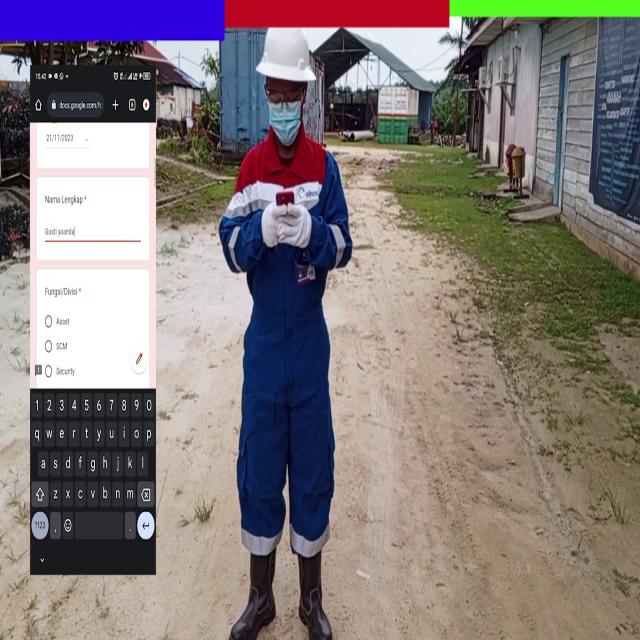 15.42
docs.google.com/fo
21/11/2023
Nama Lengkap *
Gusti yoanda
Fungsi/Divisi *
Asset
SCM
Security
1 2 3 4 5 6 7 8 9 0
q w e r t y u i o p
a s d f g h j k l
z x c v b n m
?123 , .